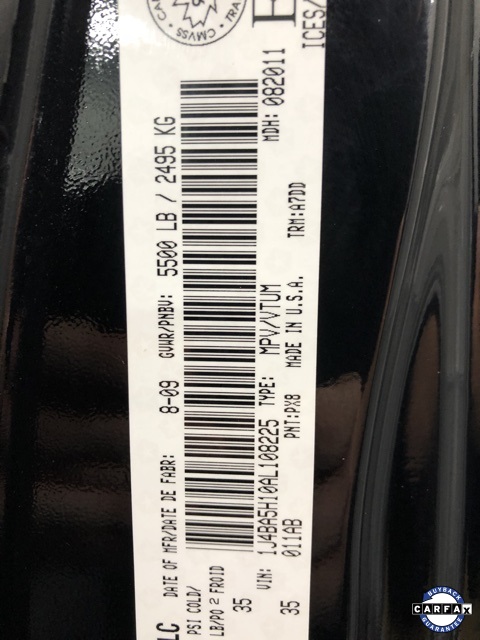 CMVSS
TRA
E
ICES/
LC
DATE OF MFR/DATE DE FABR: 8-09 GVWR/PNBV: 5500 LB / 2495 KG
PSI COLD/
LB/PO 2 FROID
35
VIN: 1J4BA5H10AL108225 TYPE: MPV/VTUM MDH: 082011
35 011AB PNT:PX8 MADE IN U.S.A. TRM:A7DD
BUYBACK
CARFAX
GUARANTEE